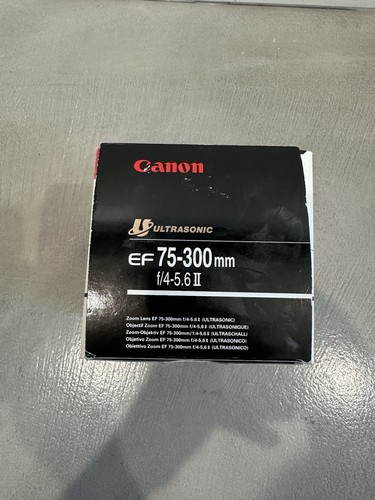 Canon
ULTRASONIC
EF 75-300mm
f/4-5.6 II
Zoom Lens EF 75-300mm f/4-5.6 II (ULTRASONIC)
Objectif Zoom EF 75-300mm f/4-5,6 II (ULTRASONIQUE)
Zoom-Objektiv EF 75-300mm/1:4-5,6 II (ULTRASCHALL)
Objetivo Zoom EF 75-300mm f/4-5,6 II (ULTRASONICO)
Obiettivo Zoom EF 75-300mm f/4-5,6 II (ULTRASONICO)